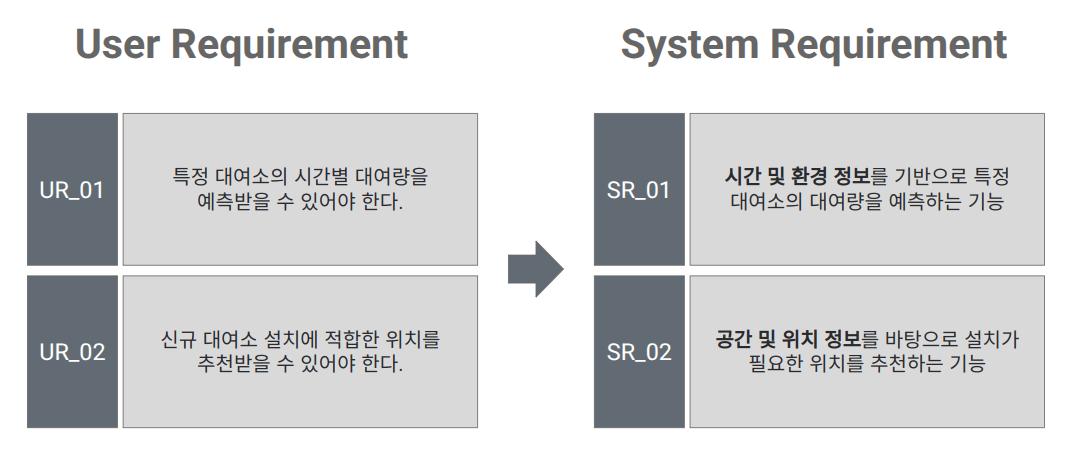 User Requirement
System Requirement
UR_01
특정 대여소의 시간별 대여량을
예측받을 수 있어야 한다.
UR_02
신규 대여소 설치에 적합한 위치를
추천받을 수 있어야 한다.
SR_01
시간 및 환경 정보를 기반으로 특정
대여소의 대여량을 예측하는 기능
SR_02
공간 및 위치 정보를 바탕으로 설치가
필요한 위치를 추천하는 기능